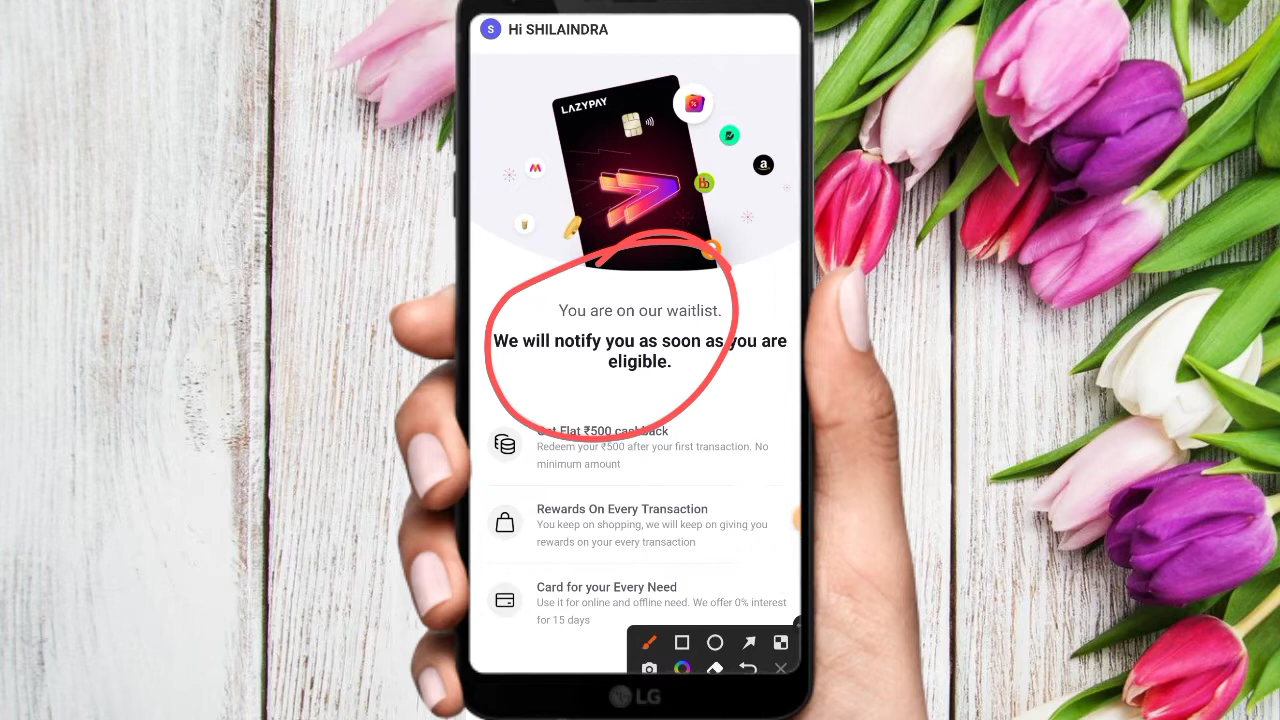 S Hi SHILAINDRA
LAZYPAY
You are on our waitlist.
We will notify you as soon as you are
eligible.
Get Flat ₹500 cashback
Redeem your ₹500 after your first transaction. No
minimum amount
Rewards On Every Transaction
You keep on shopping, we will keep on giving you
rewards on your every transaction
Card for your Every Need
Use it for online and offline need. We offer 0% interest
for 15 days
LG